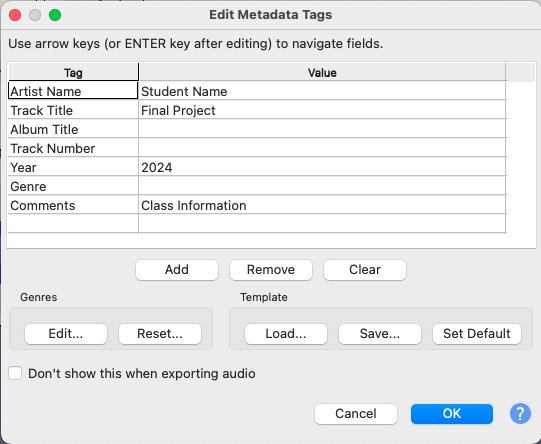 Edit Metadata Tags
Use arrow keys (or ENTER key after editing) to navigate fields.
Tag Value
Artist Name Student Name
Track Title Final Project
Album Title
Track Number
Year 2024
Genre
Comments Class Information
Add Remove Clear
Genres Template
Edit... Reset... Load... Save... Set Default
Don't show this when exporting audio
Cancel OK ?